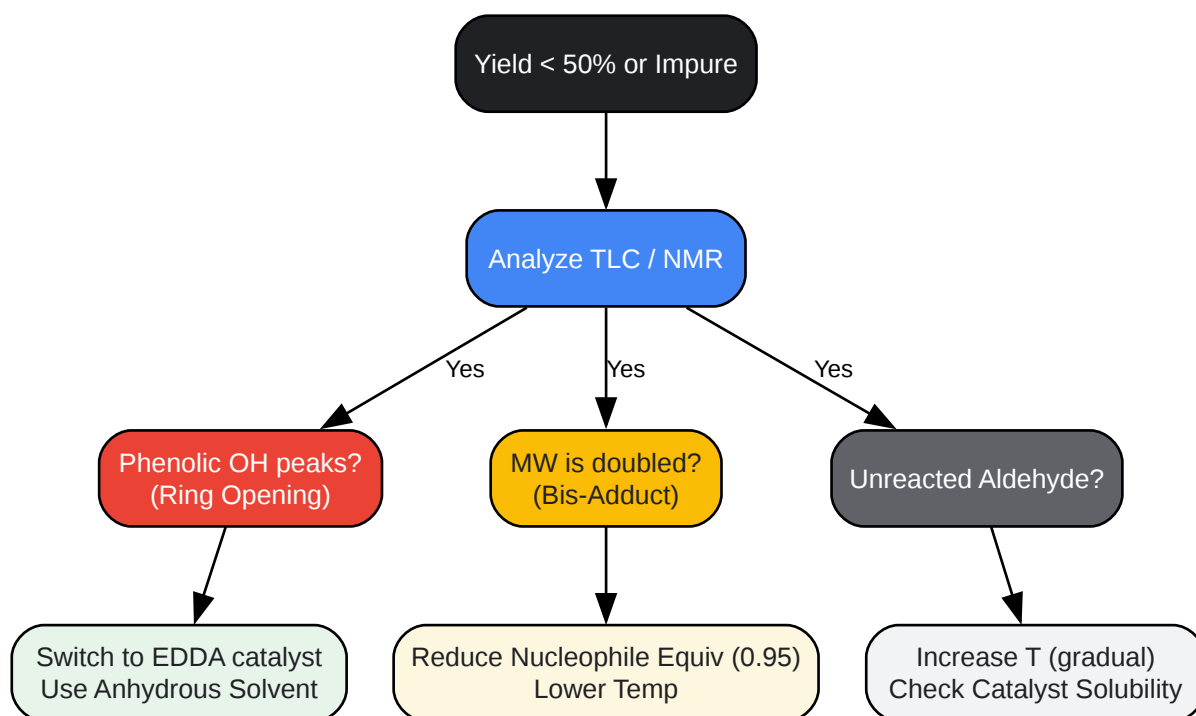 Yield < 50% or Impure
Analyze TLC / NMR
Yes
Yes
Yes
Phenolic OH peaks?
(Ring Opening)
MW is doubled?
(Bis-Adduct)
Unreacted Aldehyde?
Switch to EDDA catalyst
Use Anhydrous Solvent
Reduce Nucleophile Equiv (0.95)
Lower Temp
Increase T (gradual)
Check Catalyst Solubility